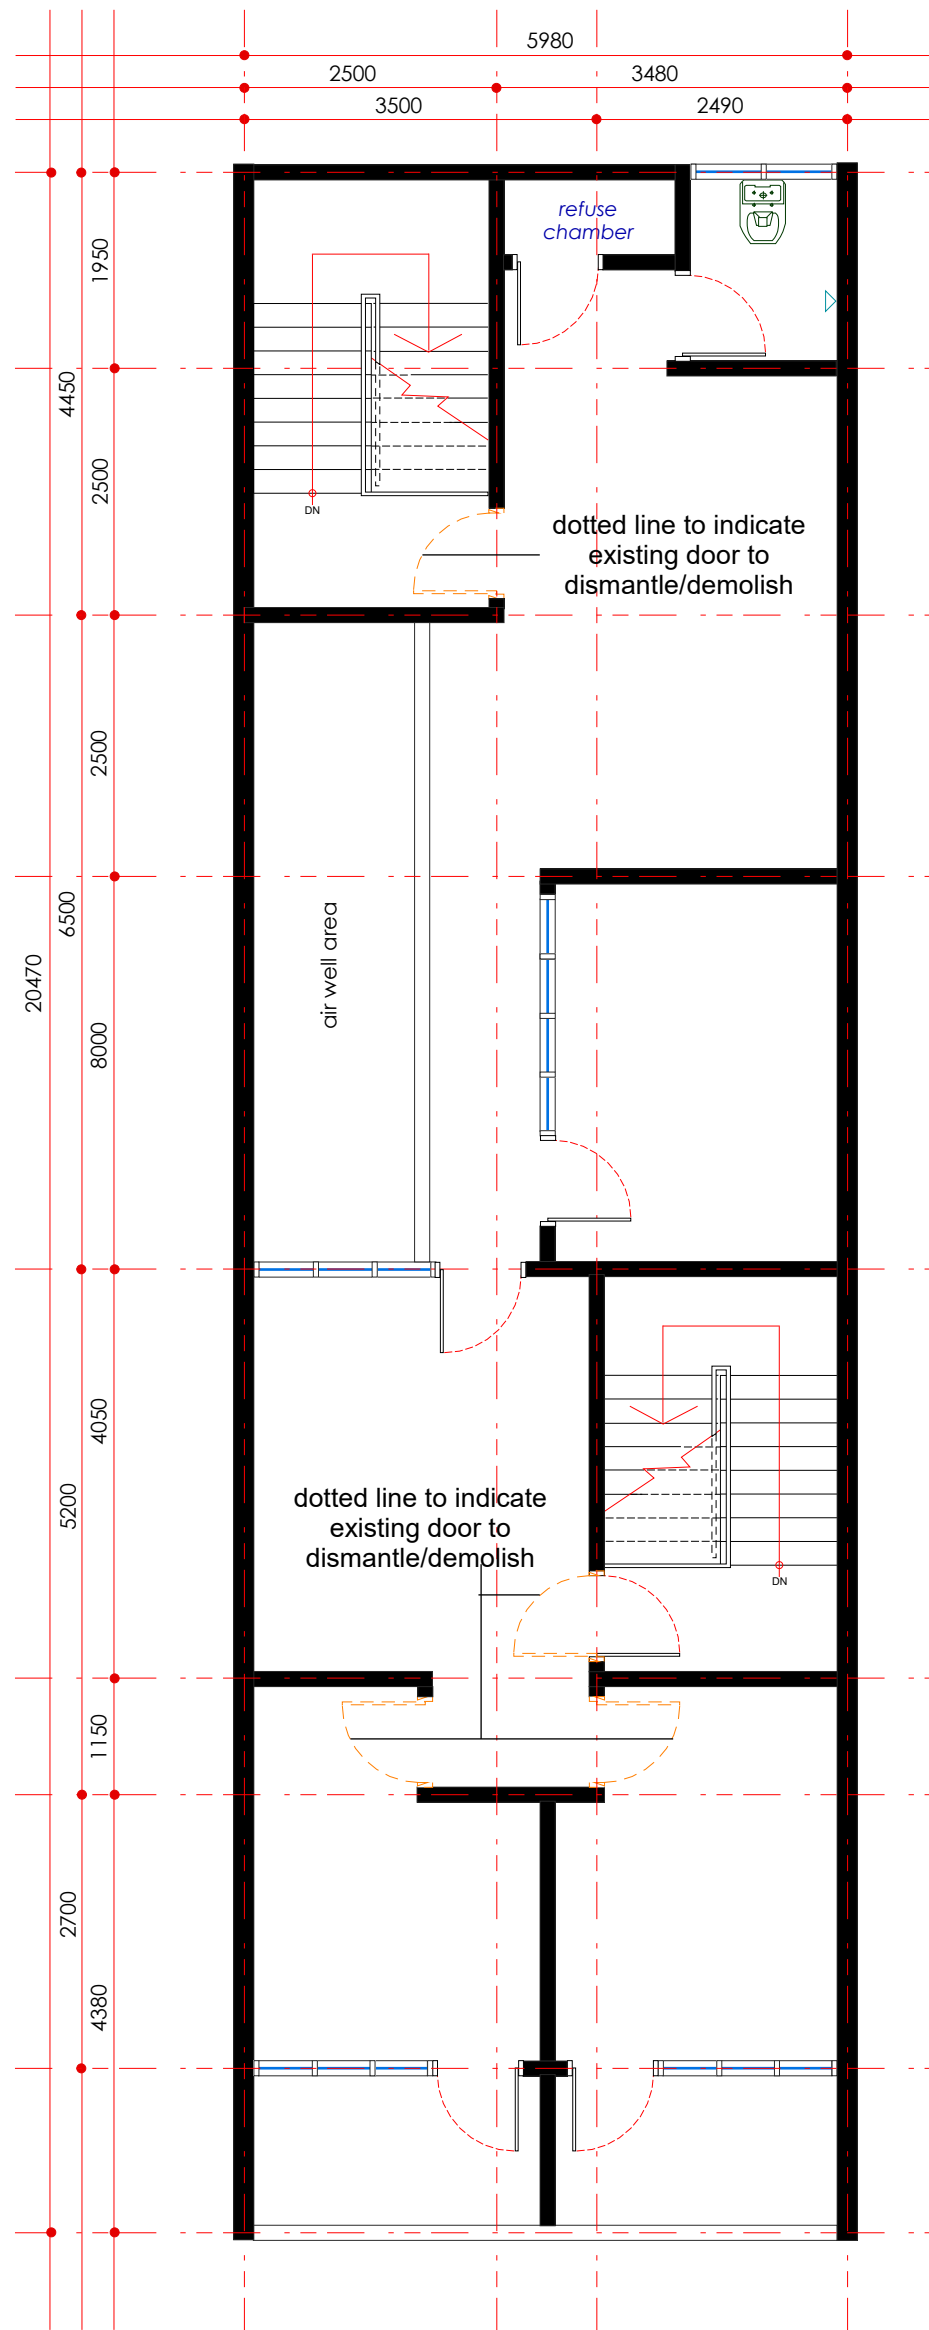 5980
2500
3480
3500
2490
refuse
chamber
1950
4450
2500
DN
dotted line to indicate
existing door to
dismantle/demolish
2500
6500
20470
air well area
8000
4050
5200
dotted line to indicate
existing door to
dismantle/demolish
DN
1150
2700
4380